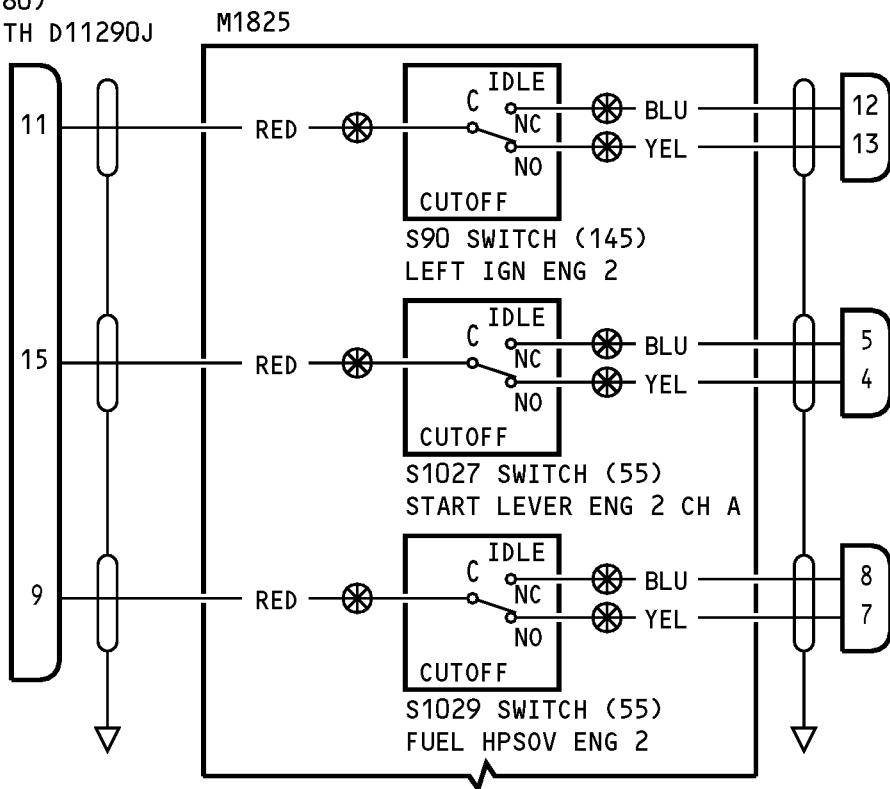 80)
TH D11290J
M1825
IDLE
C
NC
NO
CUTOFF
11
RED
BLU
YEL
12
13
S90 SWITCH (145)
LEFT IGN ENG 2
IDLE
C
NC
NO
CUTOFF
15
RED
BLU
YEL
5
4
S1027 SWITCH (55)
START LEVER ENG 2 CH A
IDLE
C
NC
NO
CUTOFF
9
RED
BLU
YEL
8
7
S1029 SWITCH (55)
FUEL HPSOV ENG 2